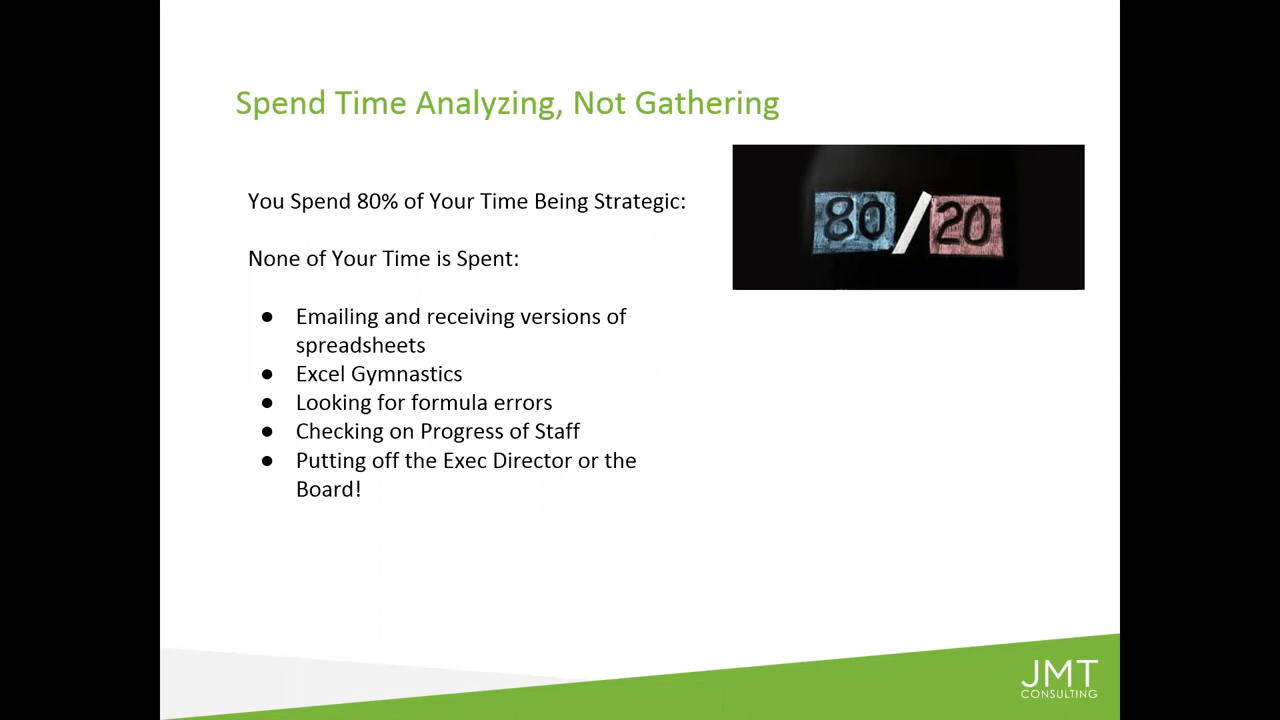 Spend Time Analyzing, Not Gathering
80/20
You Spend 80% of Your Time Being Strategic:
None of Your Time is Spent:
● Emailing and receiving versions of
spreadsheets
● Excel Gymnastics
● Looking for formula errors
● Checking on Progress of Staff
● Putting off the Exec Director or the
Board!
JMT
CONSULTING